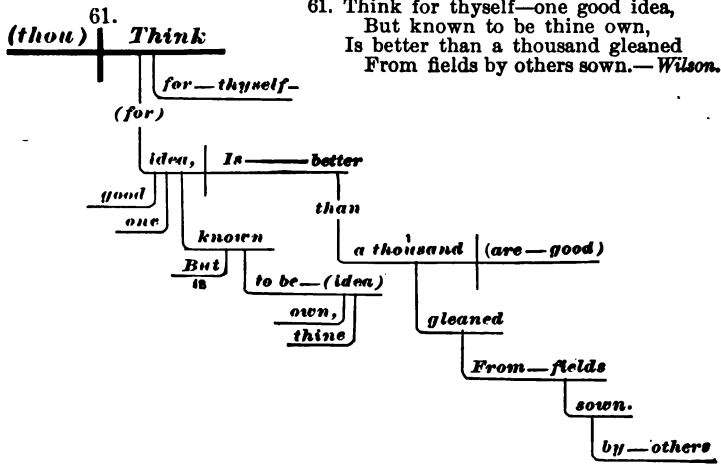 61.
(thou) Think
61. Think for thyself—one good idea,
But known to be thine own,
Is better than a thousand gleaned
From fields by others sown.—Wilson.
for—thyself-
(for)
idea, Is—better
good
one
than
known
But
18
a thousand (are—good)
to be—(idea)
own,
thine
gleaned
From—fields
sown.
by—others